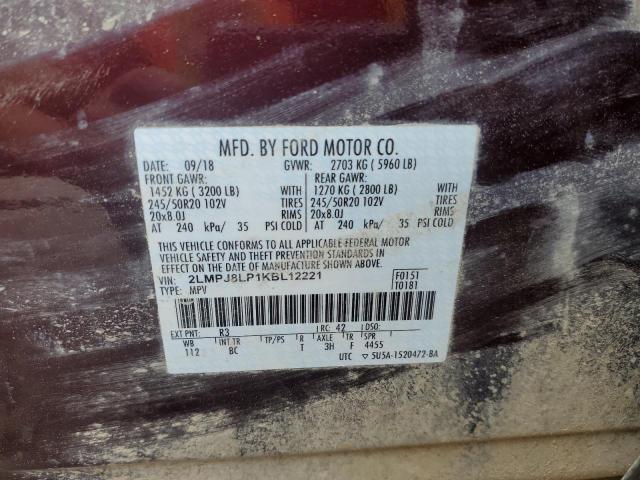 MFD. BY FORD MOTOR CO.
DATE: 09/18 GVWR: 2703 KG ( 5960 LB)
FRONT GAWR: REAR GAWR:
1452 KG ( 3200 LB) WITH 1270 KG ( 2800 LB) WITH
245/50R20 102V TIRES 245/50R20 102V TIRES
20x8.0J RIMS 20x8.0J RIMS
AT 240 kPa/ 35 PSI COLD AT 240 kPa/ 35 PSI COLD
THIS VEHICLE CONFORMS TO ALL APPLICABLE FEDERAL MOTOR
VEHICLE SAFETY AND BUMPER, AND THEFT PREVENTION STANDARDS
IN EFFECT ON THE DATE OF MANUFACTURE SHOWN ABOVE.
VIN: 2LMPJ8LP1KBL12221 F0151
TYPE: MPV T0181
EXT PNT: R3 RC: 42 DSO:
WB INT TR TP/PS R AXLE TR SPR
112 BC T 3H F 4455
UTC ▽ 5U5A-1520472-BA